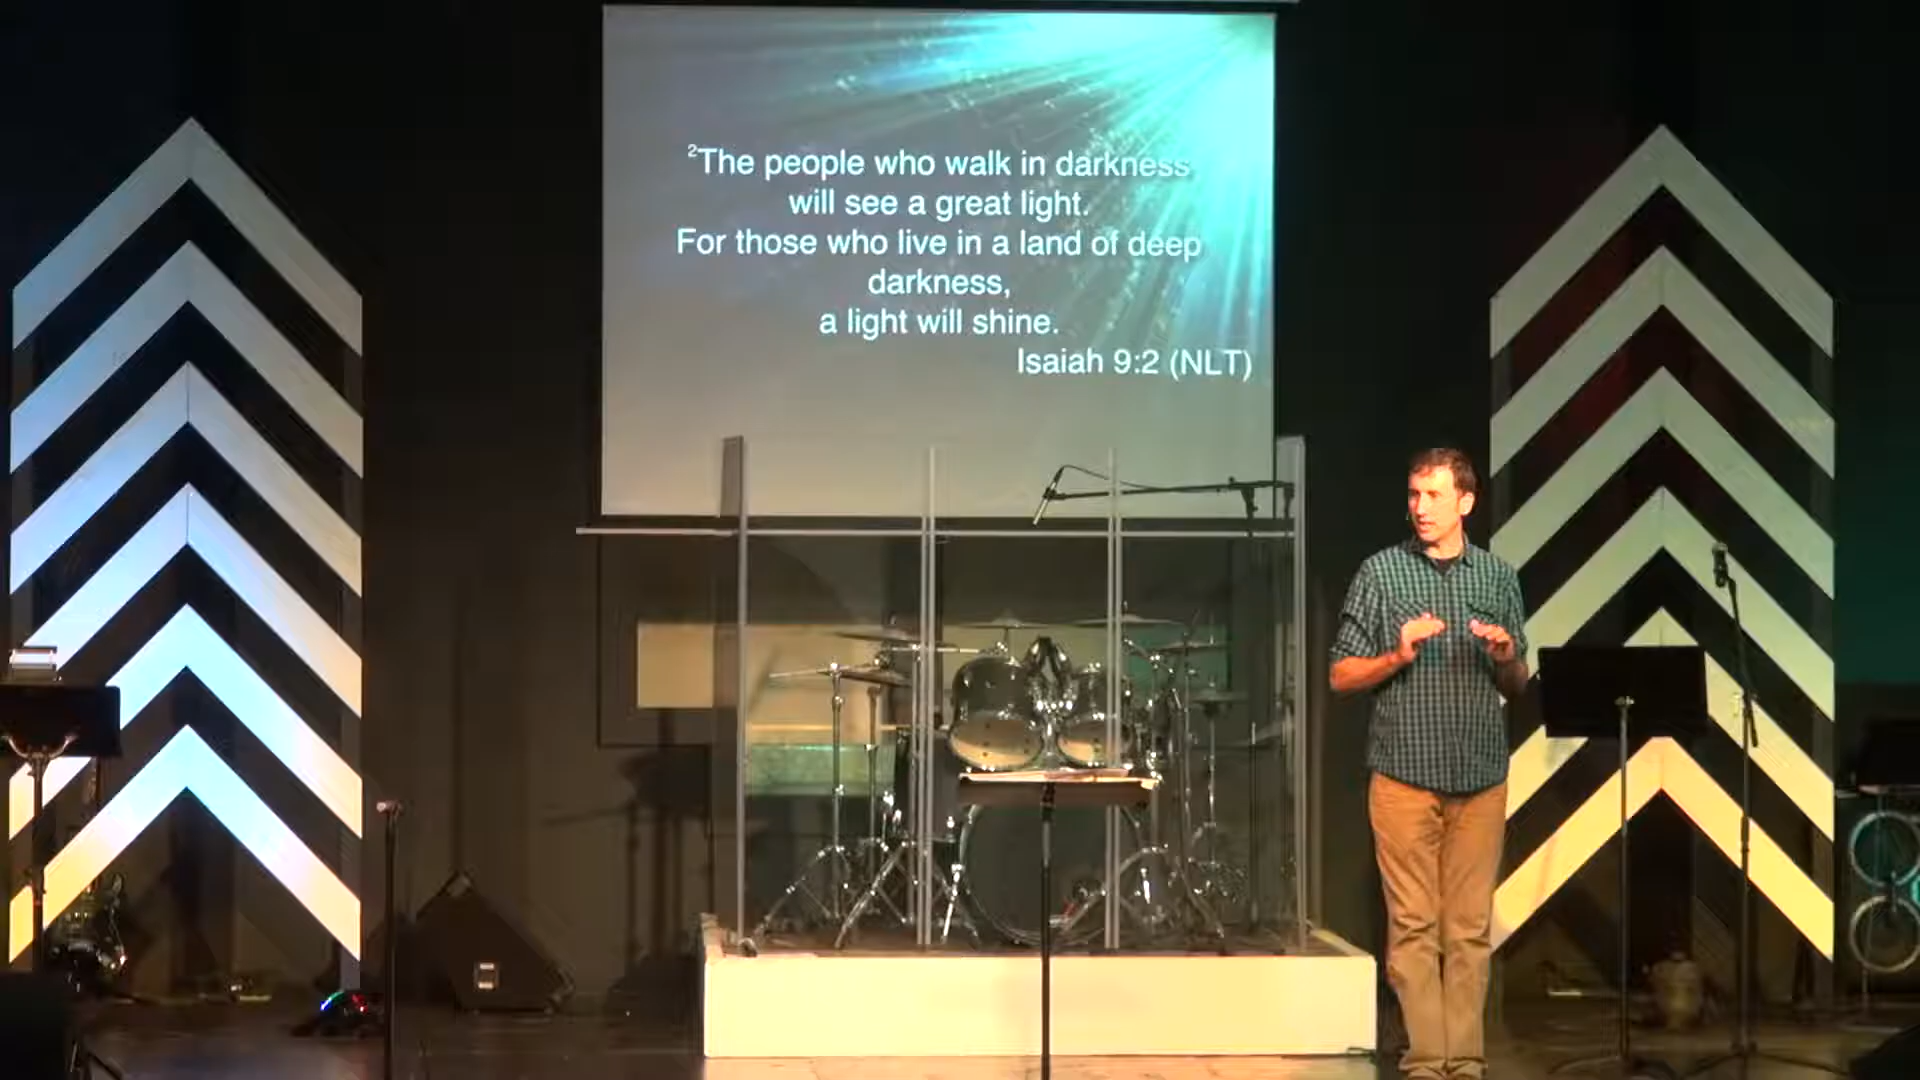 ²The people who walk in darkness
will see a great light.
For those who live in a land of deep
darkness,
a light will shine.
Isaiah 9:2 (NLT)